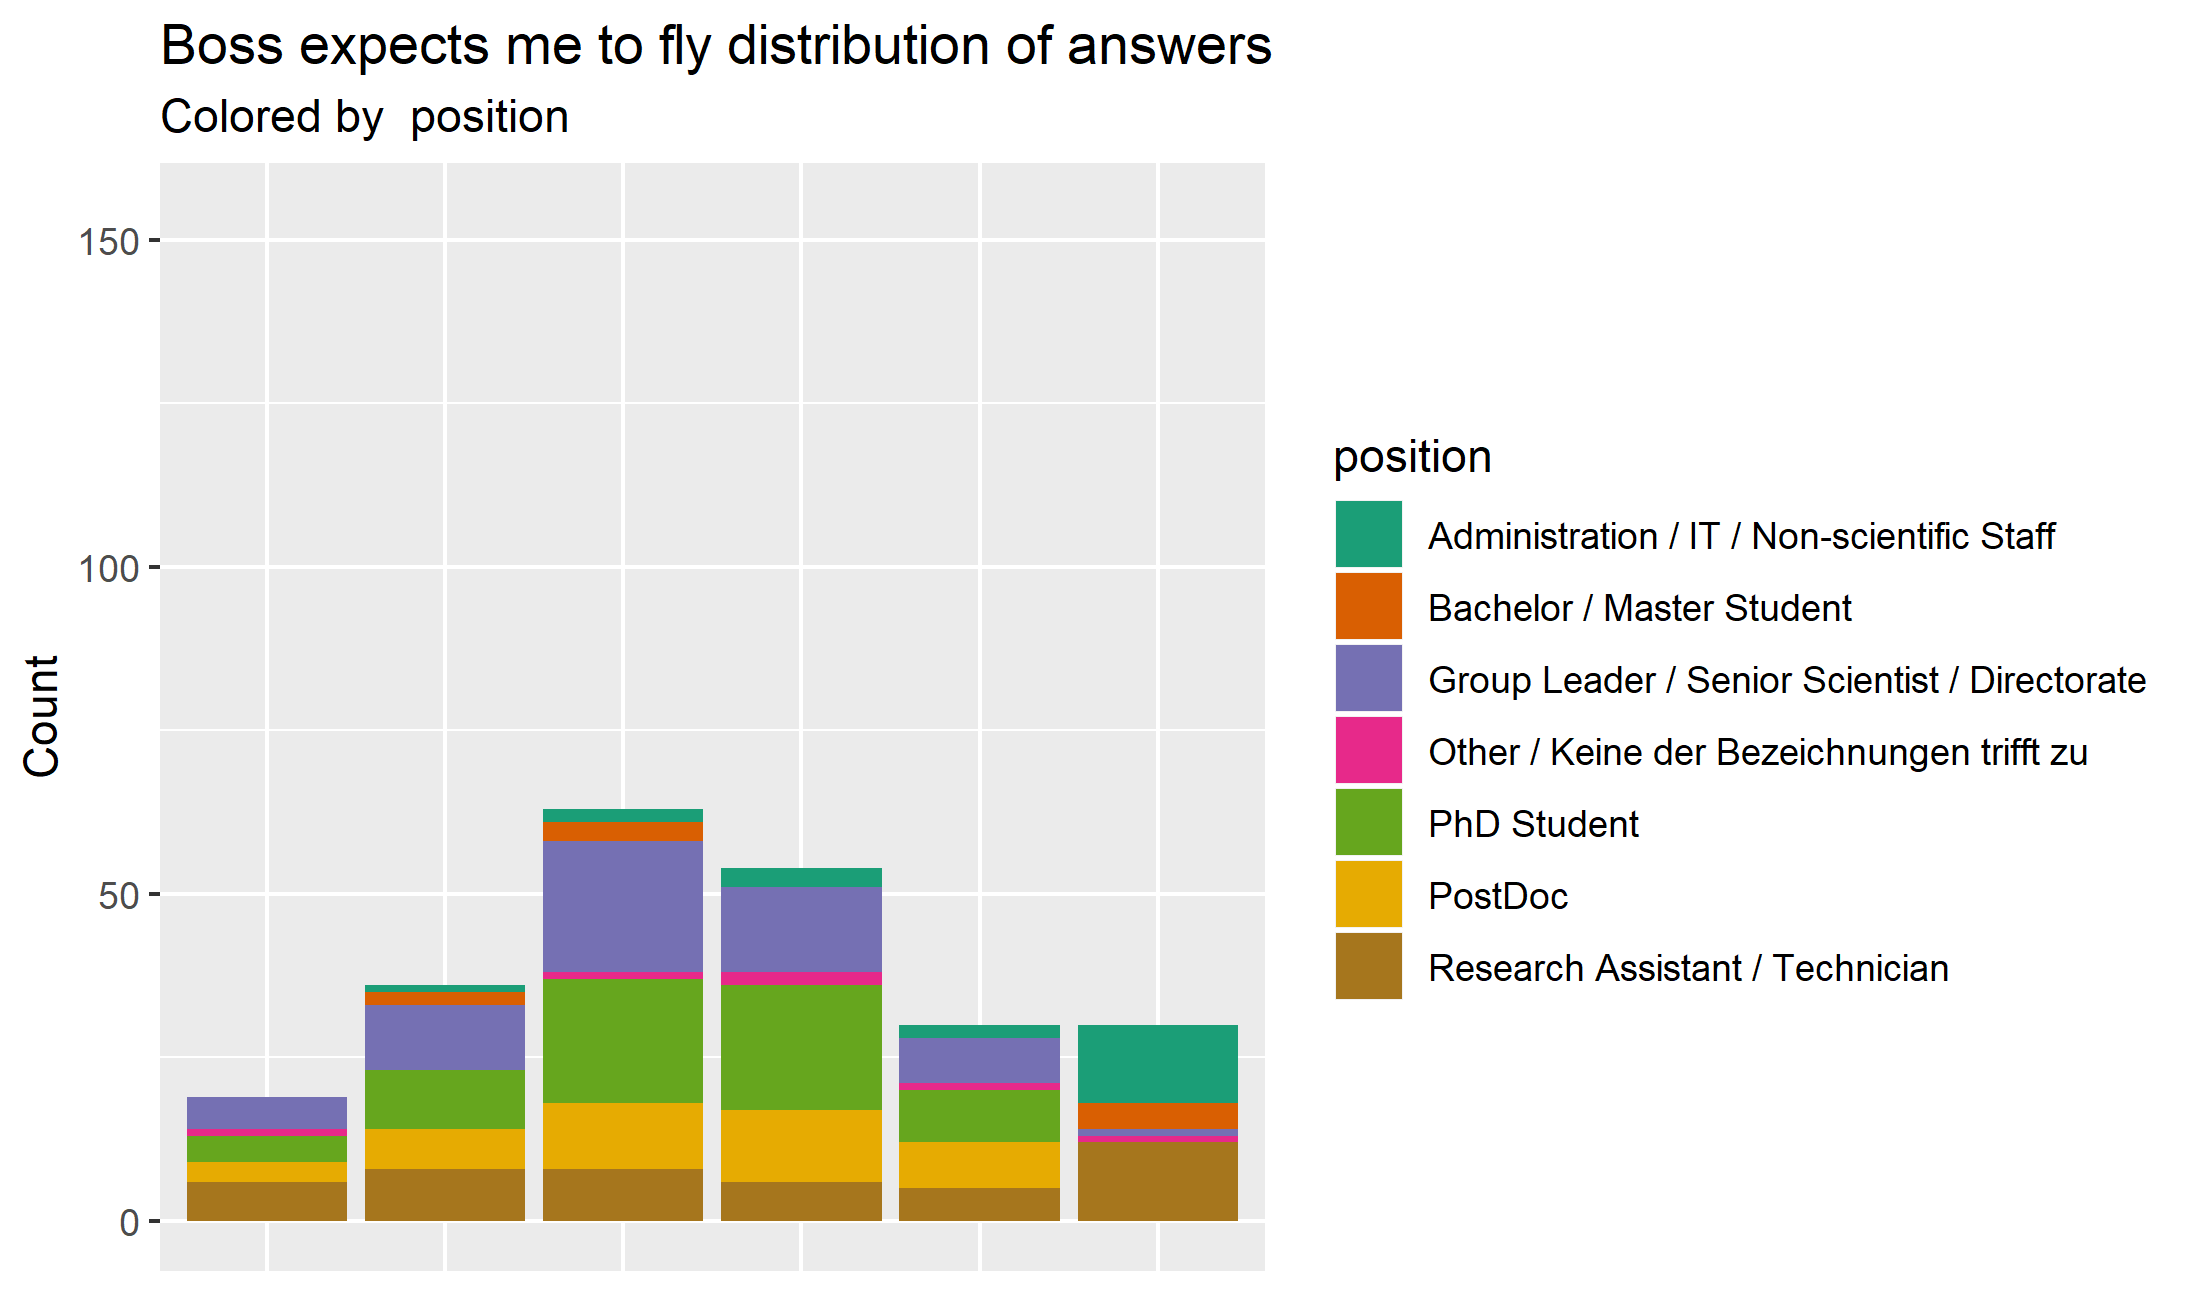 Boss expects me to fly distribution of answers
Colored by  position
150
100
50
0
Count
position
Administration / IT / Non-scientific Staff
Bachelor / Master Student
Group Leader / Senior Scientist / Directorate
Other / Keine der Bezeichnungen trifft zu
PhD Student
PostDoc
Research Assistant / Technician